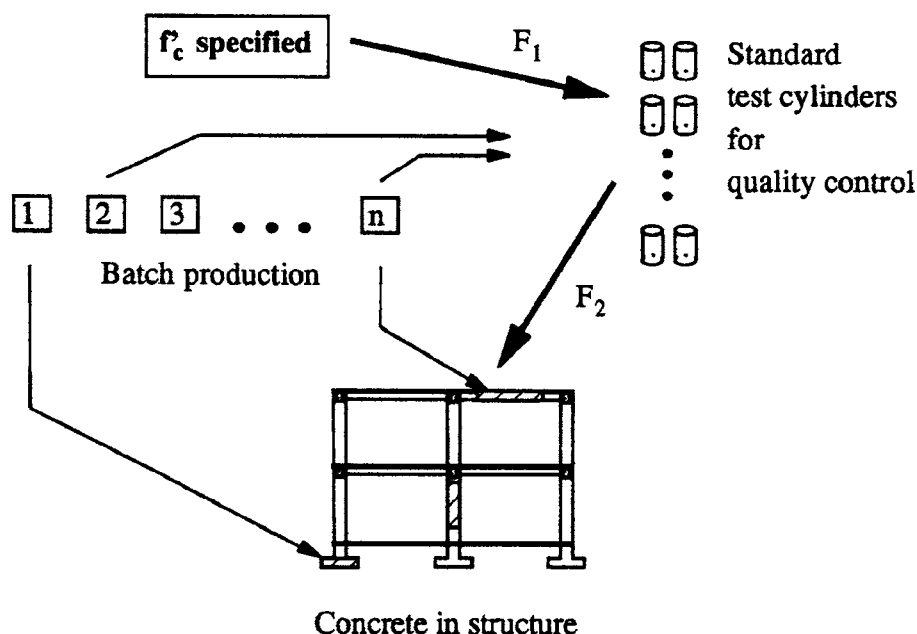 f'c specified
F1
Standard
test cylinders
for
quality control
1 2 3 n
Batch production
F2
Concrete in structure